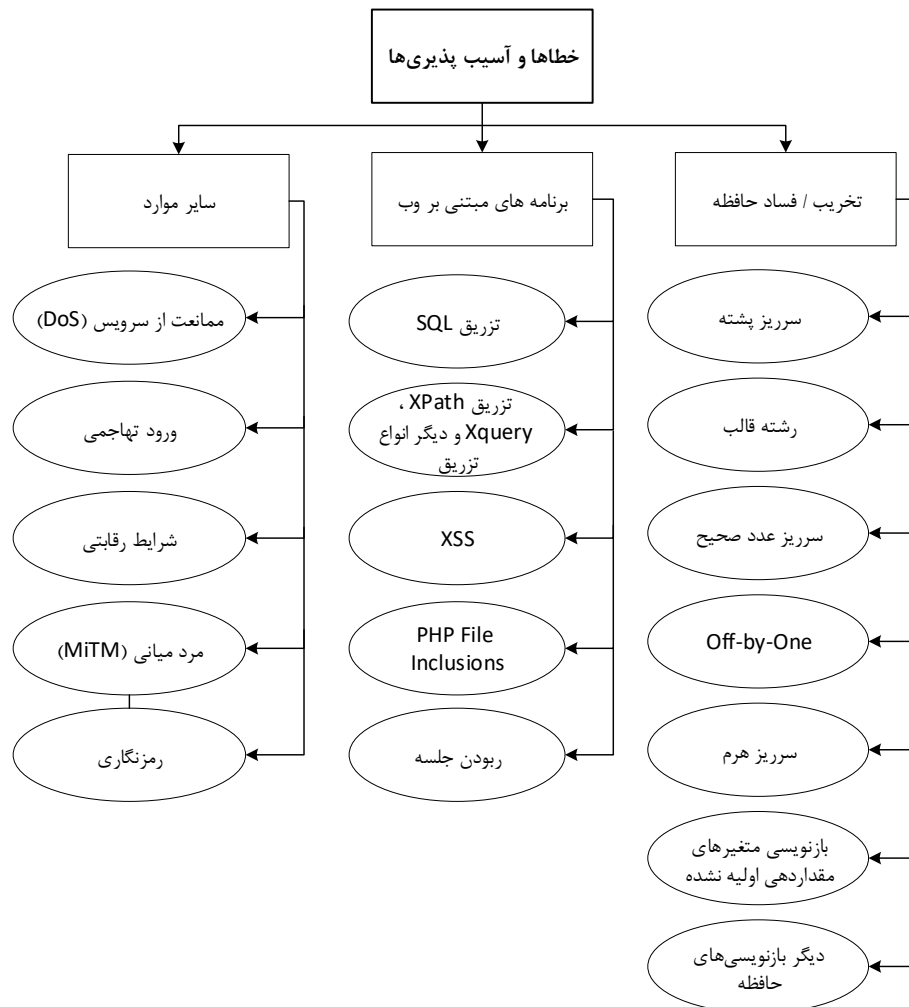 خطاها و آسیب پذیری‌ها
تخریب / فساد حافظه
سرریز پشته
رشته قالب
سرریز عدد صحیح
Off-by-One
سرریز هرم
بازنویسی متغیرهای
مقداردهی اولیه نشده
دیگر بازنویسی‌های
حافظه
برنامه های مبتنی بر وب
تزریق SQL
تزریق XPath ،
Xquery و دیگر انواع
تزریق
XSS
PHP File
Inclusions
ربودن جلسه
سایر موارد
ممانعت از سرویس (DoS)
ورود تهاجمی
شرایط رقابتی
مرد میانی (MiTM)
رمزنگاری